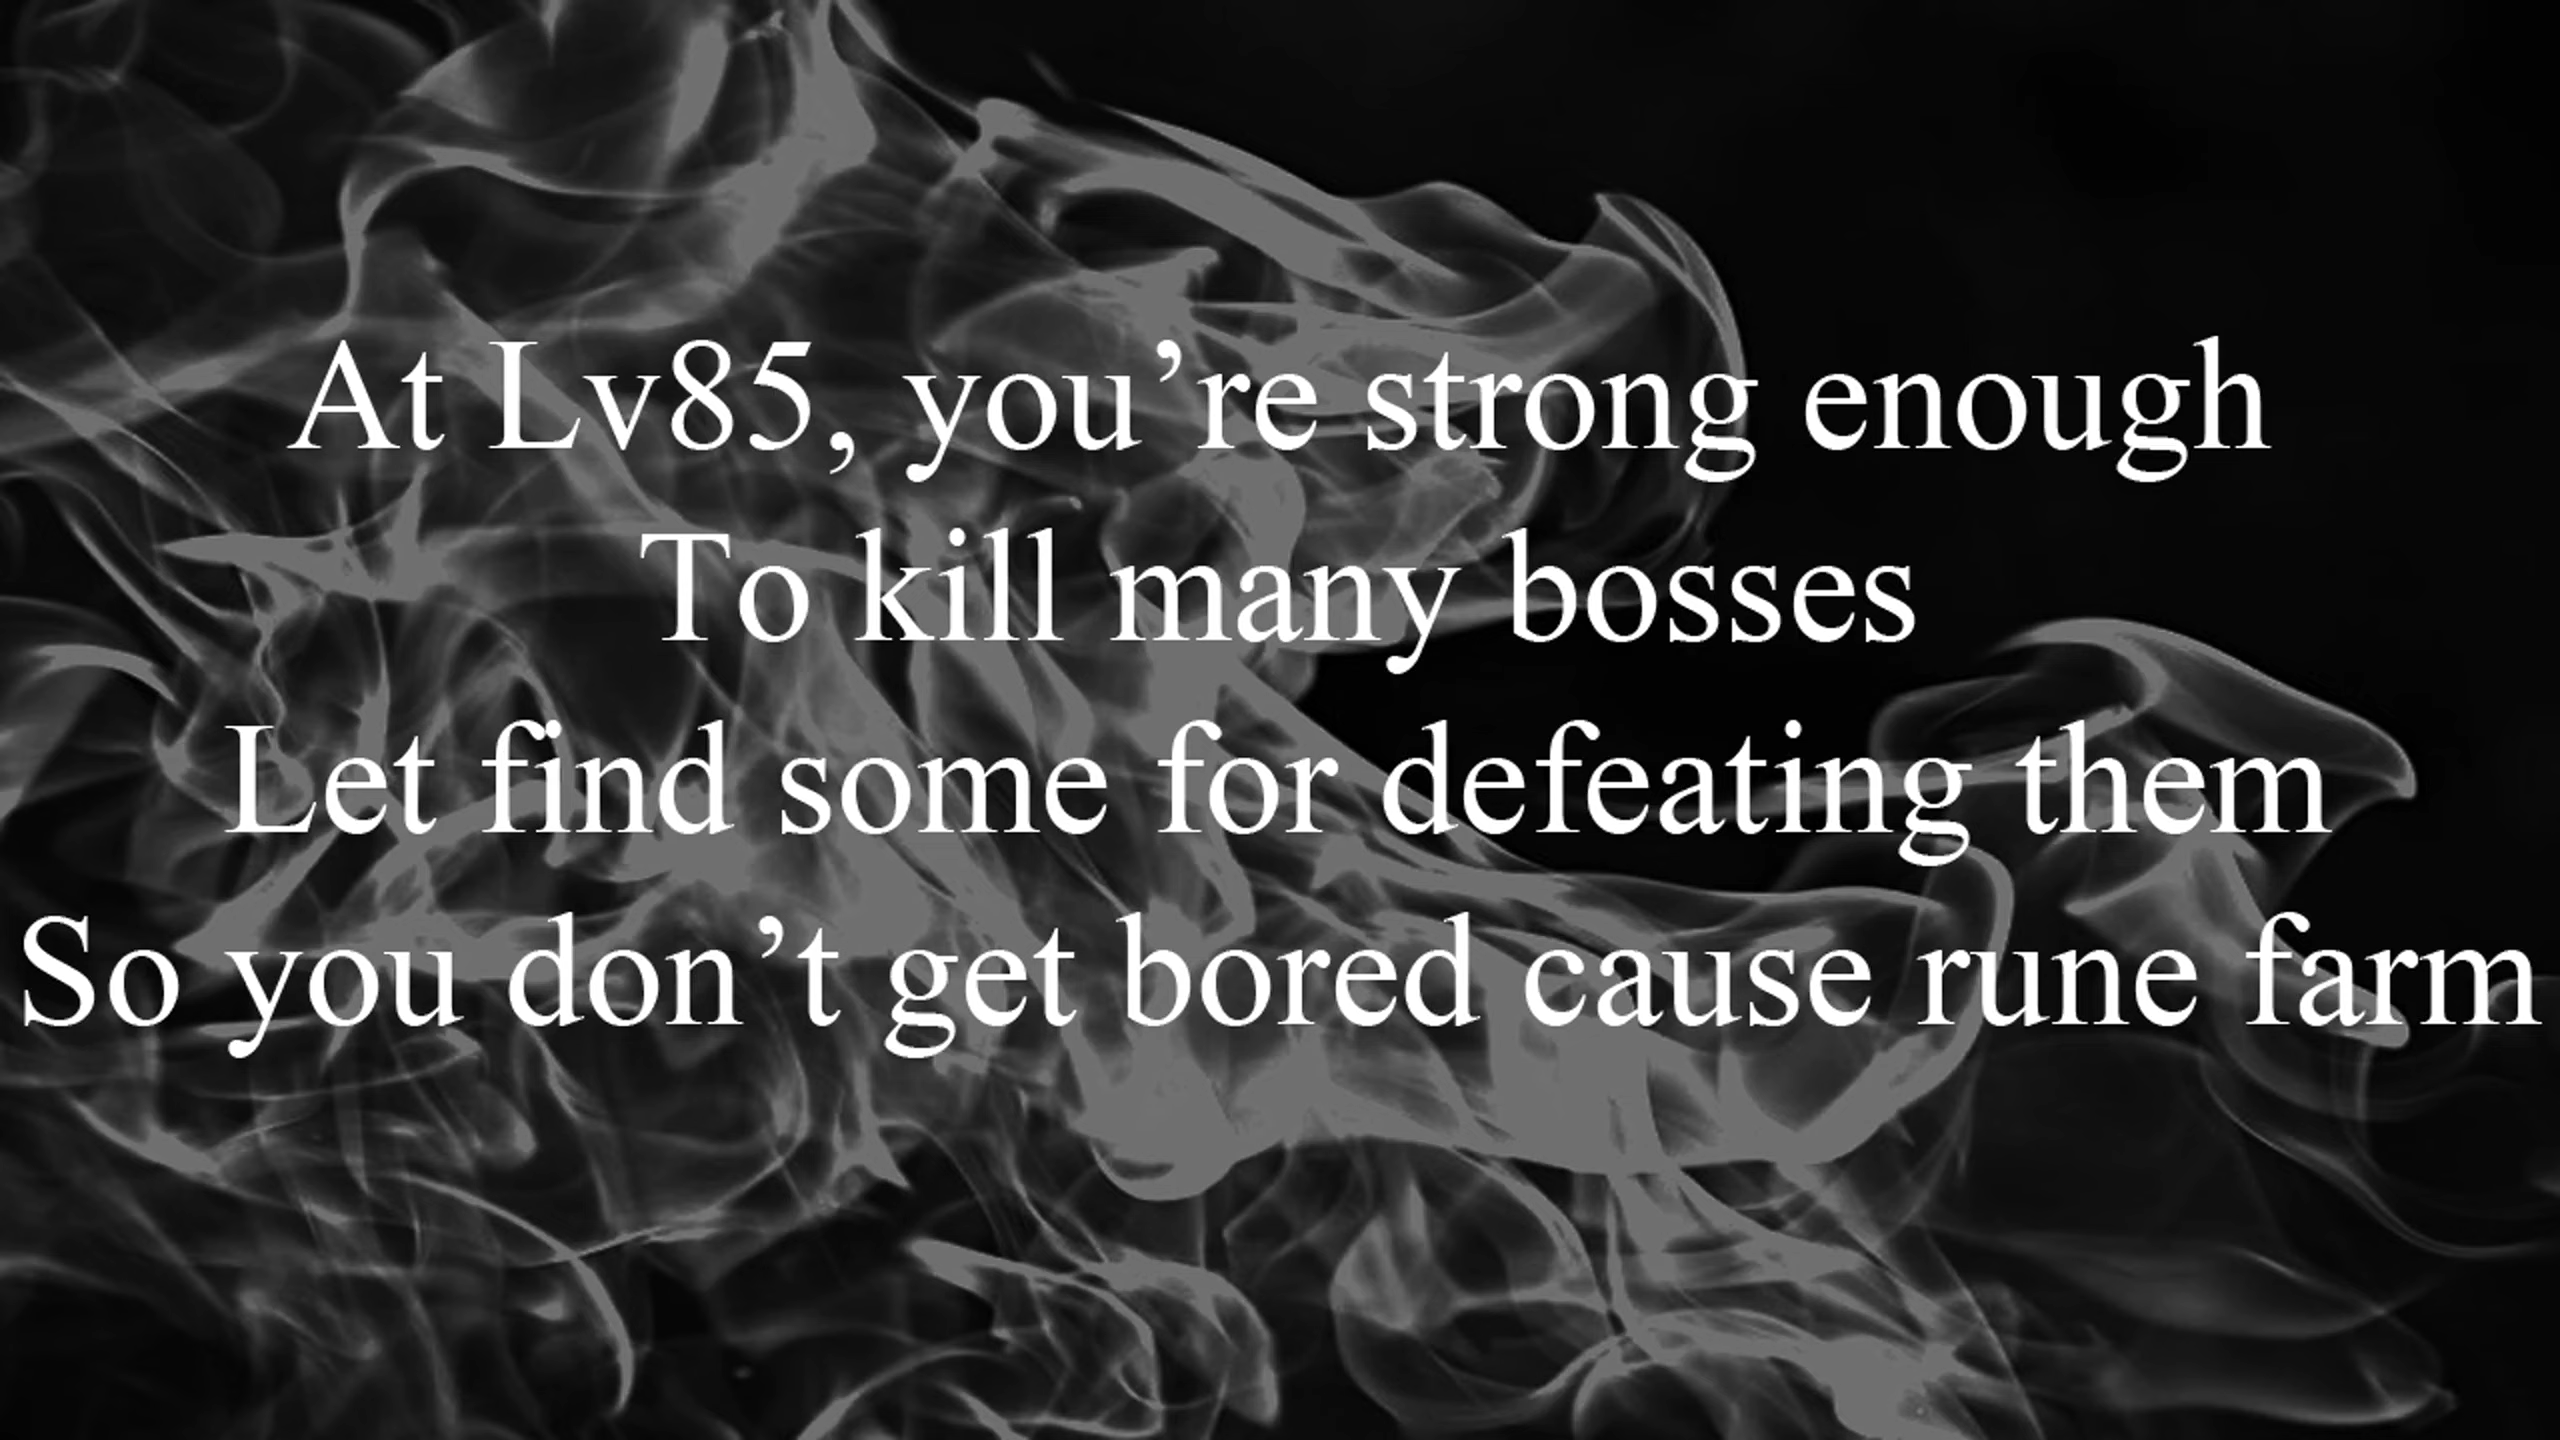 At Lv85, you’re strong enough
To kill many bosses
Let find some for defeating them
So you don’t get bored cause rune farm